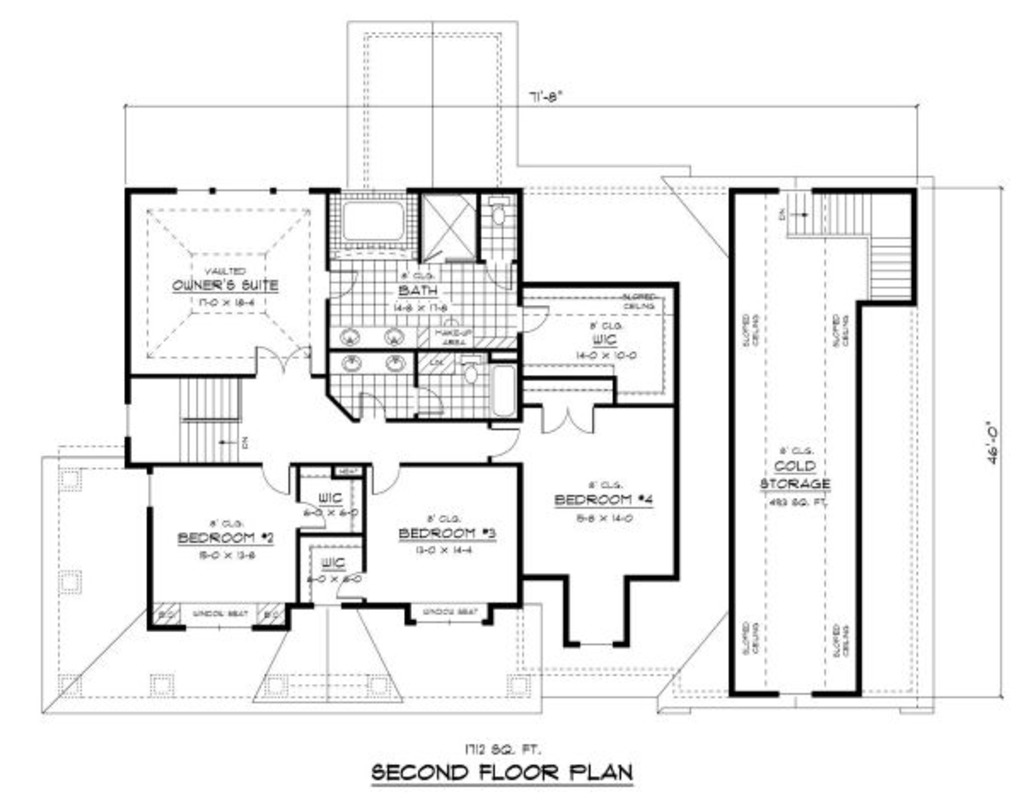 71'-8"
DN
VAULTED
OWNER'S SUITE
17-0 X 18-4
8' CLG.
BATH
14-8 X 17-8
MAKE-UP
AREA
SLOPED
CEILING
8' CLG.
WIC
14-0 X 10-0
LIN.
SLOPED
CEILING
SLOPED
CEILING
DN
46'-0"
8' CLG.
COLD
STORAGE
493 SQ. FT.
WIC
6-0 X 6-0
8' CLG.
BEDROOM #2
15-0 X 13-8
8' CLG.
BEDROOM #3
13-0 X 14-4
8' CLG.
BEDROOM #4
15-8 X 14-0
WIC
6-0 X 6-0
WINDOW SEAT
WINDOW SEAT
SLOPED
CEILING
SLOPED
CEILING
1712 SQ. FT.
SECOND FLOOR PLAN